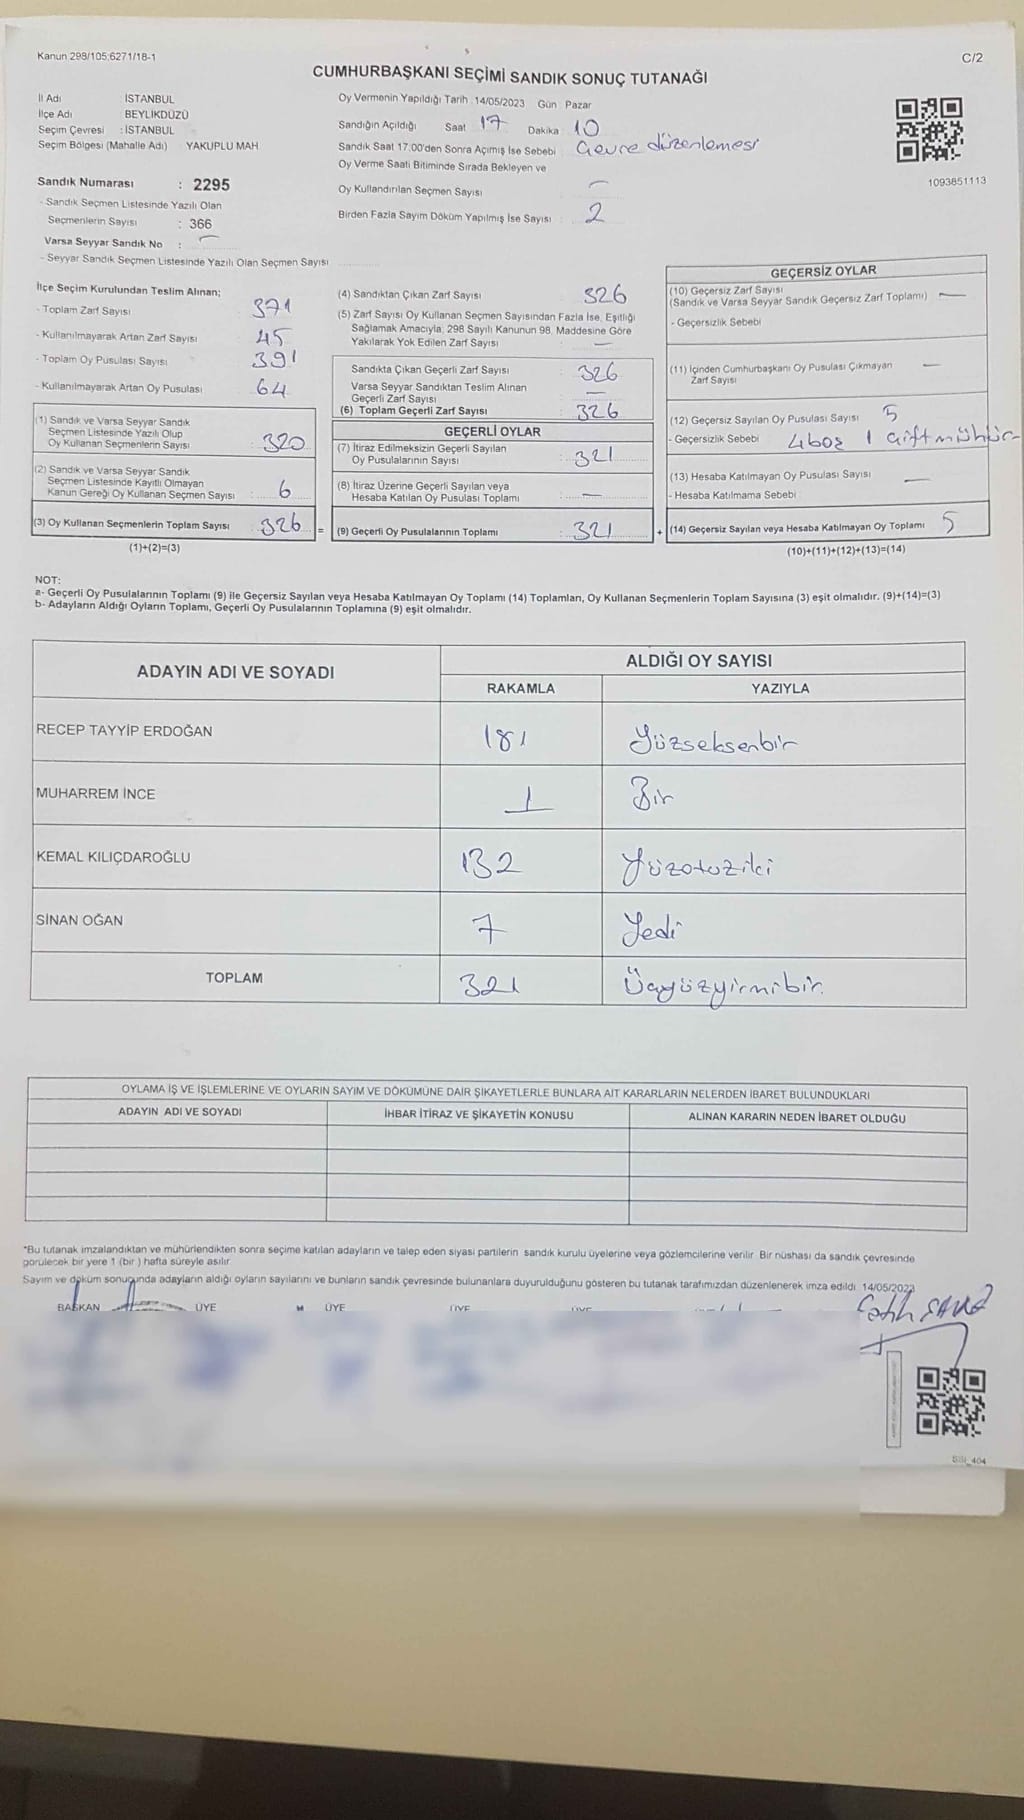 Kanun 298/105;6271/18-1
C/2
CUMHURBAŞKANI SEÇİMİ SANDIK SONUÇ TUTANAĞI
İl Adı : İSTANBUL
İlçe Adı BEYLİKDÜZÜ
Seçim Çevresi : İSTANBUL
Seçim Bölgesi (Mahalle Adı) YAKUPLU MAH
Sandık Numarası : 2295
- Sandık Seçmen Listesinde Yazılı Olan
Seçmenlerin Sayısı : 366
Varsa Seyyar Sandık No : -
- Seyyar Sandık Seçmen Listesinde Yazılı Olan Seçmen Sayısı
Oy Vermenin Yapıldığı Tarih : 14/05/2023 Gün Pazar
Sandığın Açıldığı Saat 17 Dakika 10
Sandık Saat 17.00'den Sonra Açımış İse Sebebi Çevre düzenlemesi
Oy Verme Saati Bitiminde Sırada Bekleyen ve
Oy Kullandırılan Seçmen Sayısı -
Birden Fazla Sayım Döküm Yapılmış İse Sayısı 2
1093851113
İlçe Seçim Kurulundan Teslim Alınan;
- Toplam Zarf Sayısı 371
- Kullanılmayarak Artan Zarf Sayısı 45
- Toplam Oy Pusulası Sayısı 391
- Kullanılmayarak Artan Oy Pusulası 64
(1) Sandık ve Varsa Seyyar Sandık
Seçmen Listesinde Yazılı Olup
Oy Kullanan Seçmenlerin Sayısı : 320
(2) Sandık ve Varsa Seyyar Sandık
Seçmen Listesinde Kayıtlı Olmayan
Kanun Gereği Oy Kullanan Seçmen Sayısı : 6
(3) Oy Kullanan Seçmenlerin Toplam Sayısı : 326 =
(1)+(2)=(3)
(4) Sandıktan Çıkan Zarf Sayısı 326
(5) Zarf Sayısı Oy Kullanan Seçmen Sayısından Fazla İse, Eşitliği
Sağlamak Amacıyla; 298 Sayılı Kanunun 98. Maddesine Göre
Yakılarak Yok Edilen Zarf Sayısı : -
Sandıkta Çıkan Geçerli Zarf Sayısı : 326
Varsa Seyyar Sandıktan Teslim Alınan
Geçerli Zarf Sayısı : -
(6) Toplam Geçerli Zarf Sayısı : 326
GEÇERLİ OYLAR
(7) İtiraz Edilmeksizin Geçerli Sayılan
Oy Pusulalarının Sayısı : 321
(8) İtiraz Üzerine Geçerli Sayılan veya
Hesaba Katılan Oy Pusulası Toplamı : -
(9) Geçerli Oy Pusulalarının Toplamı : 321 +
GEÇERSİZ OYLAR
(10) Geçersiz Zarf Sayısı
(Sandık ve Varsa Seyyar Sandık Geçersiz Zarf Toplamı) -
- Geçersizlik Sebebi
(11) İçinden Cumhurbaşkanı Oy Pusulası Çıkmayan
Zarf Sayısı -
(12) Geçersiz Sayılan Oy Pusulası Sayısı 5
- Geçersizlik Sebebi 4 boş 1 çift mühür
(13) Hesaba Katılmayan Oy Pusulası Sayısı -
- Hesaba Katılmama Sebebi
(14) Geçersiz Sayılan veya Hesaba Katılmayan Oy Toplamı 5
(10)+(11)+(12)+(13)=(14)
NOT:
a- Geçerli Oy Pusulalarının Toplamı (9) ile Geçersiz Sayılan veya Hesaba Katılmayan Oy Toplamı (14) Toplamları, Oy Kullanan Seçmenlerin Toplam Sayısına (3) eşit olmalıdır. (9)+(14)=(3)
b- Adayların Aldığı Oyların Toplamı, Geçerli Oy Pusulalarının Toplamına (9) eşit olmalıdır.
ADAYIN ADI VE SOYADI ALDIĞI OY SAYISI
RAKAMLA YAZIYLA
RECEP TAYYİP ERDOĞAN 181 Yüzseksenbir
MUHARREM İNCE 1 Bir
KEMAL KILIÇDAROĞLU 132 Yüzotuziki
SİNAN OĞAN 7 Yedi
TOPLAM 321 Üçyüzyirmibir.
OYLAMA İŞ VE İŞLEMLERİNE VE OYLARIN SAYIM VE DÖKÜMÜNE DAİR ŞİKAYETLERLE BUNLARA AİT KARARLARIN NELERDEN İBARET BULUNDUKLARI
ADAYIN ADI VE SOYADI İHBAR İTİRAZ VE ŞİKAYETİN KONUSU ALINAN KARARIN NEDEN İBARET OLDUĞU
*Bu tutanak imzalandıktan ve mühürlendikten sonra seçime katılan adayların ve talep eden siyasi partilerin sandık kurulu üyelerine veya gözlemcilerine verilir. Bir nüshası da sandık çevresinde
görülecek bir yere 1 (bir) hafta süreyle asılır.
Sayım ve döküm sonucunda adayların aldığı oyların sayılarını ve bunların sandık çevresinde bulunanlara duyurulduğunu gösteren bu tutanak tarafımızdan düzenlenerek imza edildi. 14/05/2023
BAŞKAN ÜYE ÜYE ÜYE